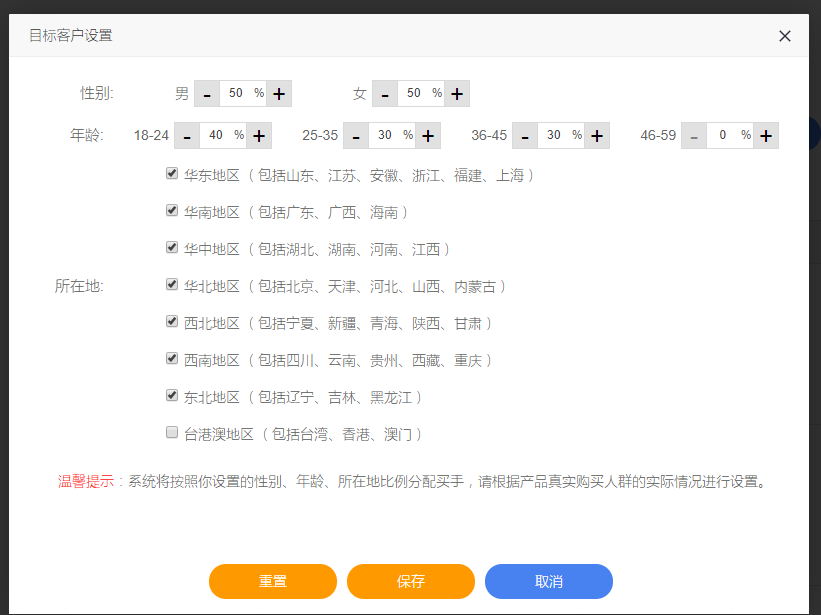 目标客户设置
性别: 男 - 50 % + 女 - 50 % +
年龄: 18-24 - 40 % + 25-35 - 30 % + 36-45 - 30 % + 46-59 - 0 % +
华东地区（包括山东、江苏、安徽、浙江、福建、上海）
华南地区（包括广东、广西、海南）
华中地区（包括湖北、湖南、河南、江西）
所在地: 华北地区（包括北京、天津、河北、山西、内蒙古）
西北地区（包括宁夏、新疆、青海、陕西、甘肃）
西南地区（包括四川、云南、贵州、西藏、重庆）
东北地区（包括辽宁、吉林、黑龙江）
台港澳地区（包括台湾、香港、澳门）
温馨提示：系统将按照你设置的性别、年龄、所在地比例分配买手，请根据产品真实购买人群的实际情况进行设置。
重置 保存 取消